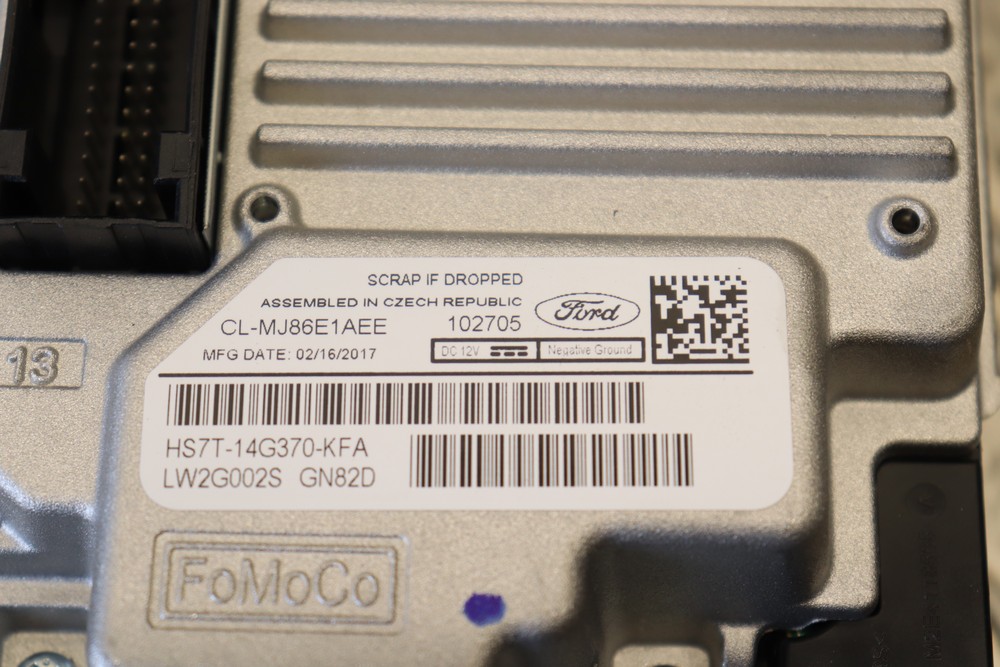 SCRAP IF DROPPED
ASSEMBLED IN CZECH REPUBLIC
CL-MJ86E1AEE 102705
Ford
MFG DATE: 02/16/2017
DC 12V Negative Ground
13
HS7T-14G370-KFA
LW2G002S GN82D
FoMoCo